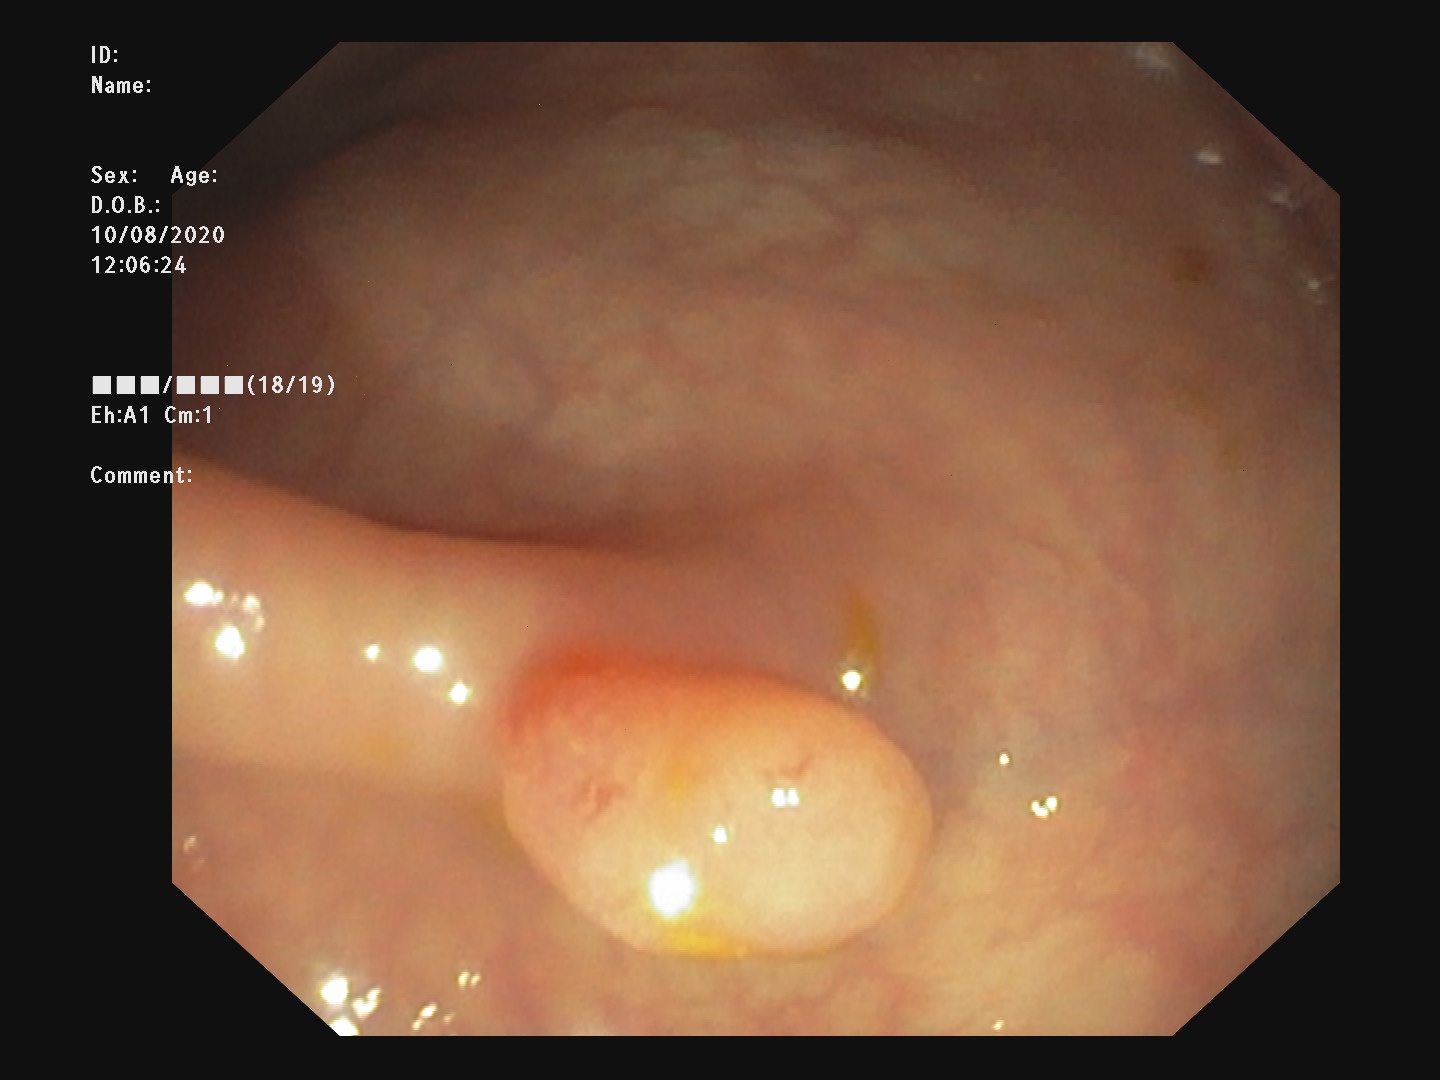 ID:
Name:
Sex: Age:
D.O.B.:
10/08/2020
12:06:24
■■■/■■■(18/19)
Eh:A1 Cm:1
Comment: